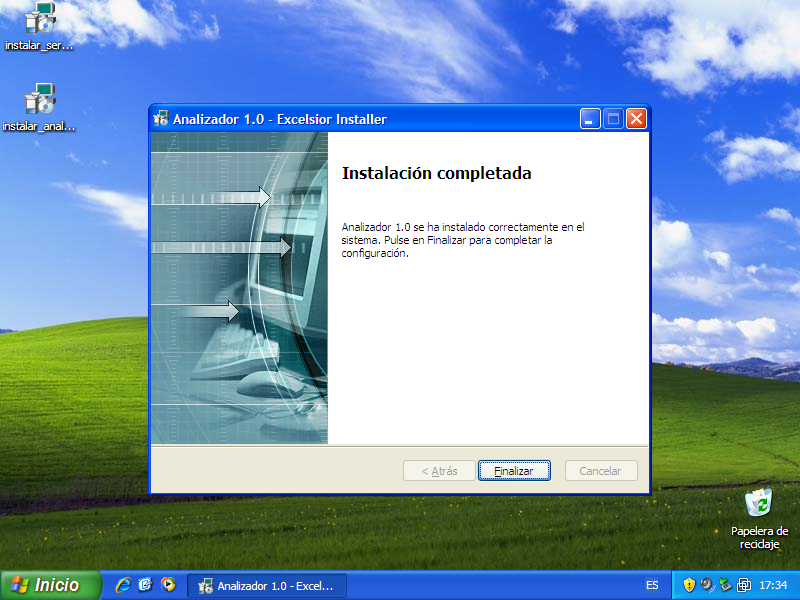 instalar_ser...
instalar_anal...
Analizador 1.0 - Excelsior Installer
Instalación completada
Analizador 1.0 se ha instalado correctamente en el
sistema. Pulse en Finalizar para completar la
configuración.
< Atrás
Finalizar
Cancelar
Papelera de
reciclaje
Inicio
Analizador 1.0 - Excel...
ES
17:34